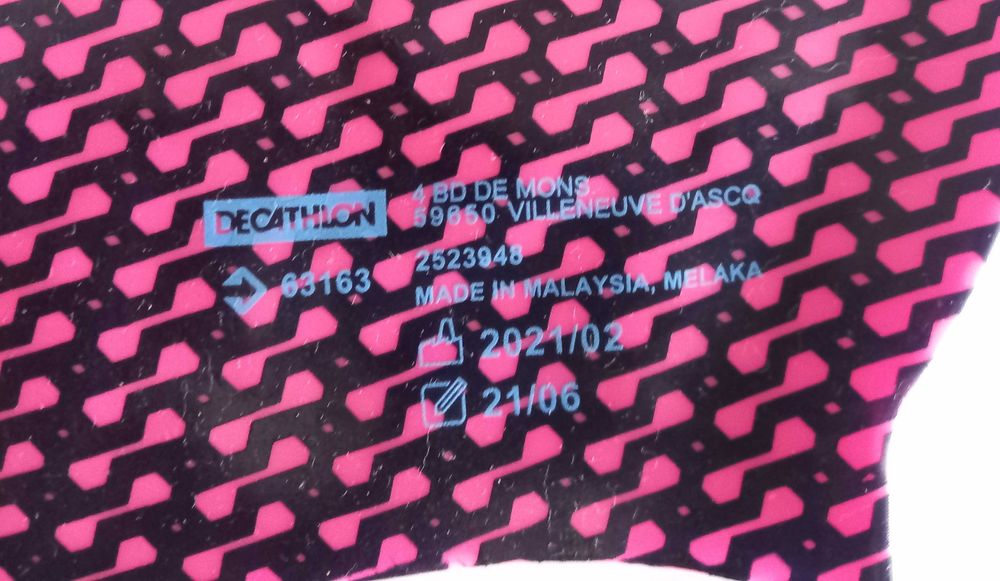 DECATHLON
4 BD DE MONS
59650 VILLENEUVE D'ASCQ
2523948
63163
MADE IN MALAYSIA, MELAKA
2021/02
21/06